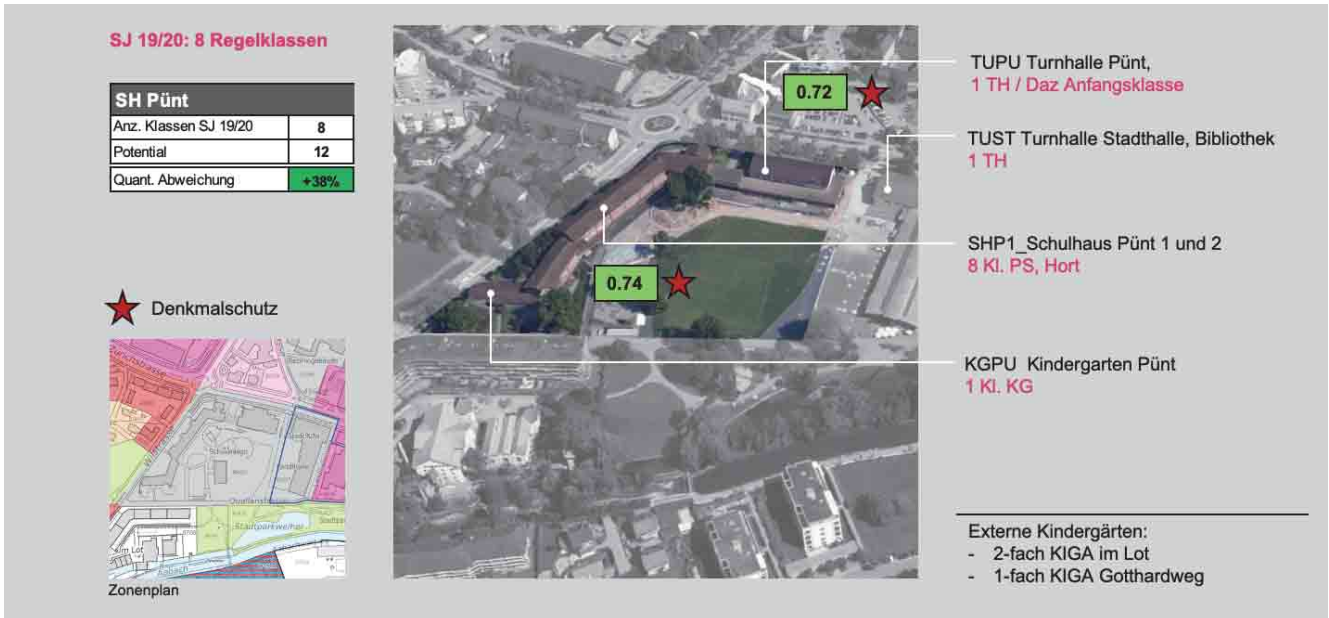 SJ 19/20: 8 Regelklassen
SH Pünt
Anz. Klassen SJ 19/20 8
Potential 12
Quant. Abweichung +38%
Denkmalschutz
Zonenplan
0.72
0.74
TUPU Turnhalle Pünt,
1 TH / Daz Anfangsklasse
TUST Turnhalle Stadthalle, Bibliothek
1 TH
SHP1_Schulhaus Pünt 1 und 2
8 Kl. PS, Hort
KGPU Kindergarten Pünt
1 Kl. KG
Externe Kindergärten:
- 2-fach KIGA im Lot
- 1-fach KIGA Gotthardweg